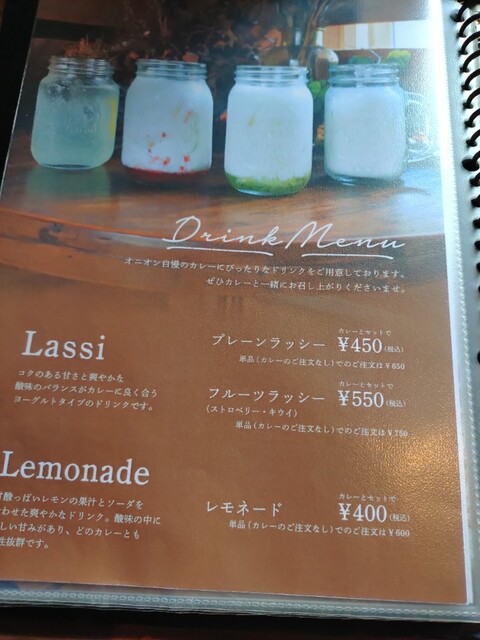 Drink Menu
オニオン自慢のカレーにぴったりなドリンクをご用意しております。
ぜひカレーと一緒にお召し上がりくださいませ。
Lassi
コクのある甘さと爽やかな
酸味のバランスがカレーに良く合う
ヨーグルトタイプのドリンクです。
プレーンラッシー
カレーとセットで
¥450(税込)
単品(カレーのご注文なし)でのご注文は¥650
フルーツラッシー
(ストロベリー・キウイ)
カレーとセットで
¥550(税込)
単品(カレーのご注文なし)でのご注文は¥750
Lemonade
甘酸っぱいレモンの果汁とソーダを
わせた爽やかなドリンク。酸味の中に
しい甘みがあり、どのカレーとも
性抜群です。
レモネード
カレーとセットで
¥400(税込)
単品(カレーのご注文なし)でのご注文は¥600